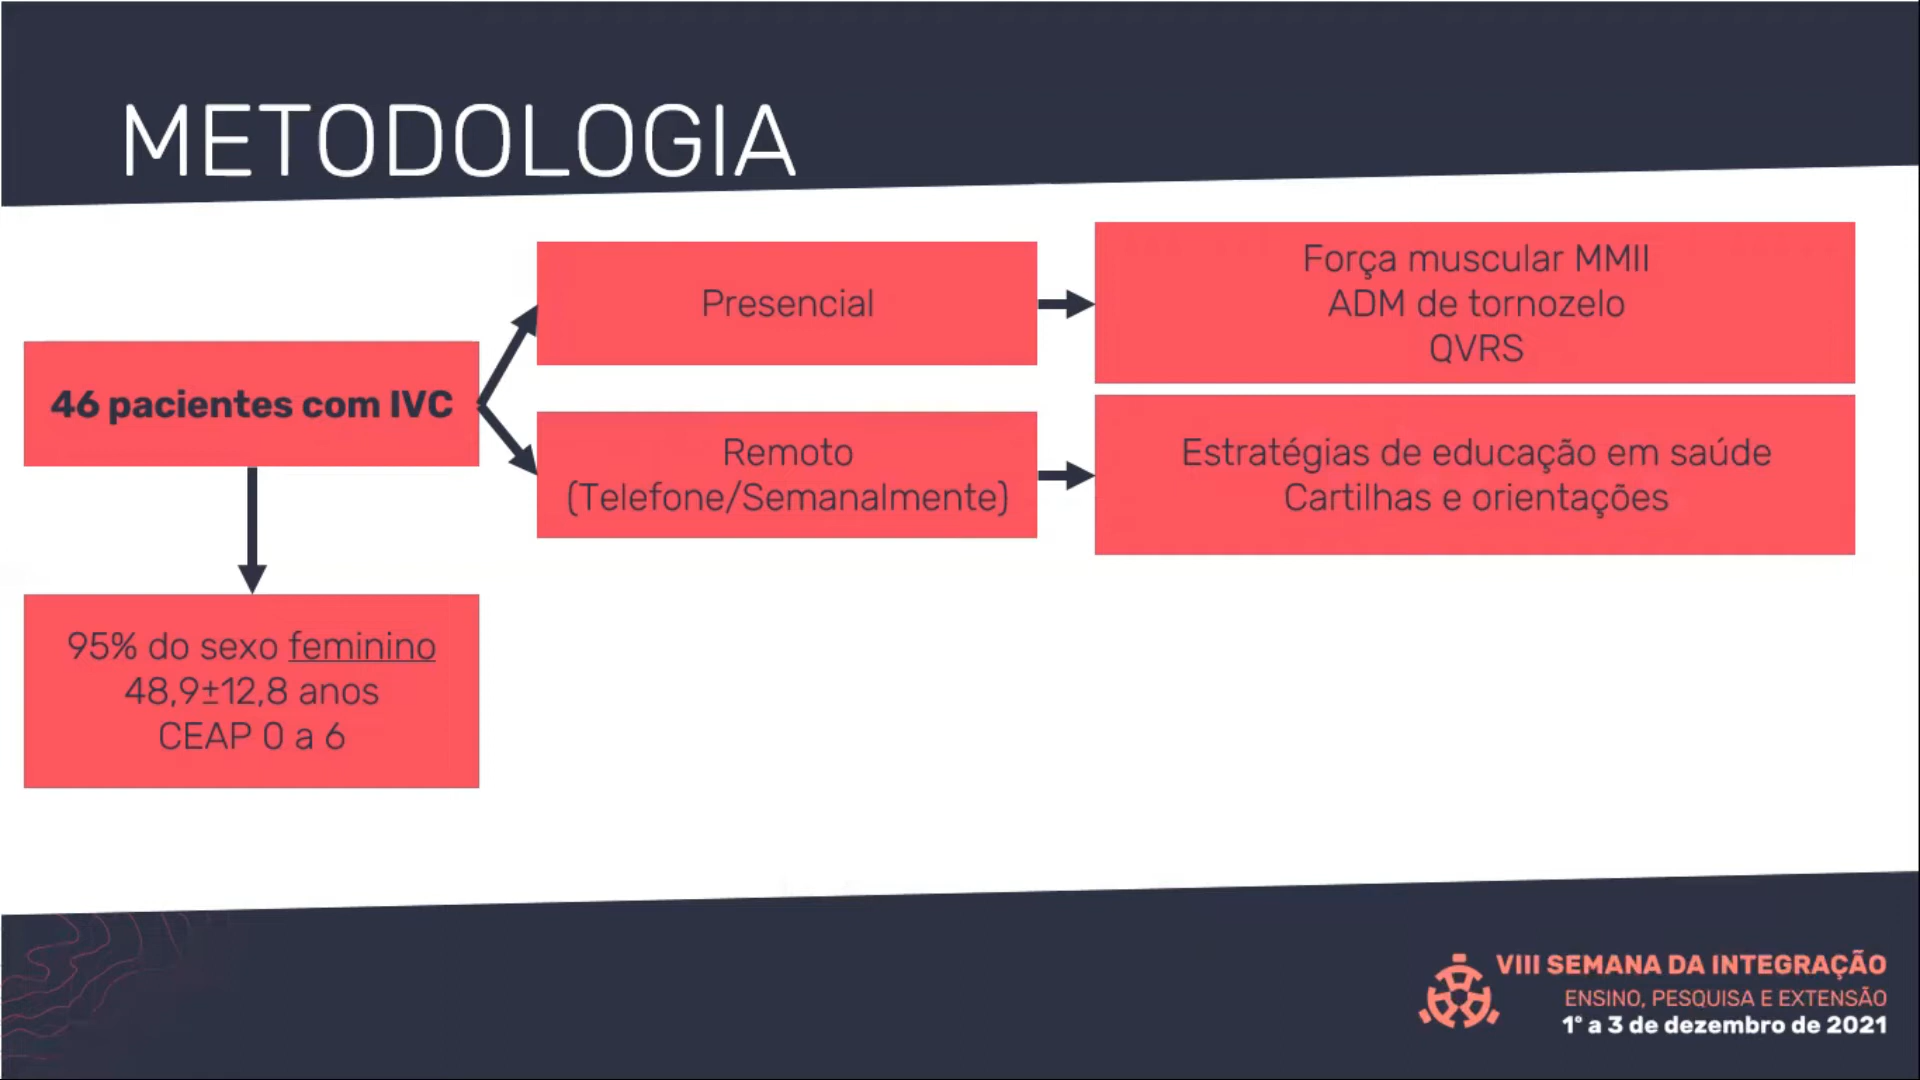 METODOLOGIA
46 pacientes com IVC
Presencial
Força muscular MMII
ADM de tornozelo
QVRS
Remoto
(Telefone/Semanalmente)
Estratégias de educação em saúde
Cartilhas e orientações
95% do sexo feminino
48,9±12,8 anos
CEAP 0 a 6
VIII SEMANA DA INTEGRAÇÃO
ENSINO, PESQUISA E EXTENSÃO
1° a 3 de dezembro de 2021